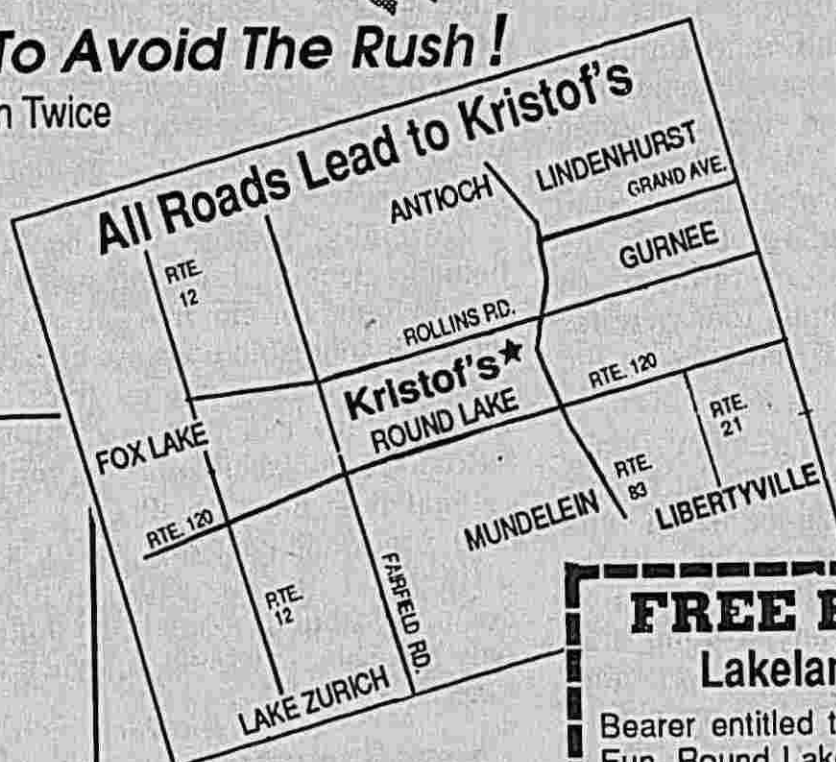 To Avoid The Rush!
Twice
All Roads Lead to Kristof's
ANTIOCH
LINDENHURST
GRAND AVE.
RTE.
12
GURNEE
ROLLINS RD.
Kristof's★
ROUND LAKE
RTE. 120
RTE.
21
FOX LAKE
RTE. 120
RTE.
83
MUNDELEIN
LIBERTYVILLE
RTE.
12
FAIRFIELD RD.
LAKE ZURICH
FREE
Bearer entitled
Fun, Round